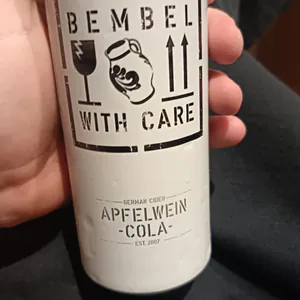 BEMBEL
WITH CARE
GERMAN CIDER
APFELWEIN
-COLA-
EST. 2007